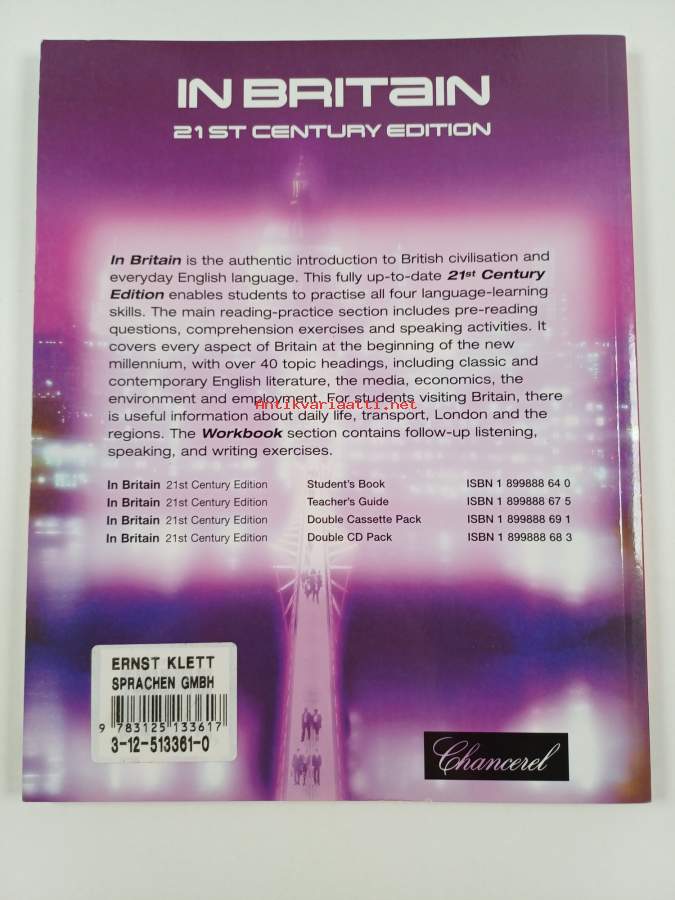 IN BRITAIN
21ST CENTURY EDITION
In Britain is the authentic introduction to British civilisation and
everyday English language. This fully up-to-date 21st Century
Edition enables students to practise all four language-learning
skills. The main reading-practice section includes pre-reading
questions, comprehension exercises and speaking activities. It
covers every aspect of Britain at the beginning of the new
millennium, with over 40 topic headings, including classic and
contemporary English literature, the media, economics, the
environment and employment. For students visiting Britain, there
Antikvariaatti.net
is useful information about daily life, transport, London and the
regions. The Workbook section contains follow-up listening,
speaking, and writing exercises.
In Britain 21st Century Edition Student's Book ISBN 1 899888 64 0
In Britain 21st Century Edition Teacher's Guide ISBN 1 899888 67 5
In Britain 21st Century Edition Double Cassette Pack ISBN 1 899888 69 1
In Britain 21st Century Edition Double CD Pack ISBN 1 899888 68 3
ERNST KLETT
SPRACHEN GMBH
9 783125 133617
3-12-513361-0
Chancerel